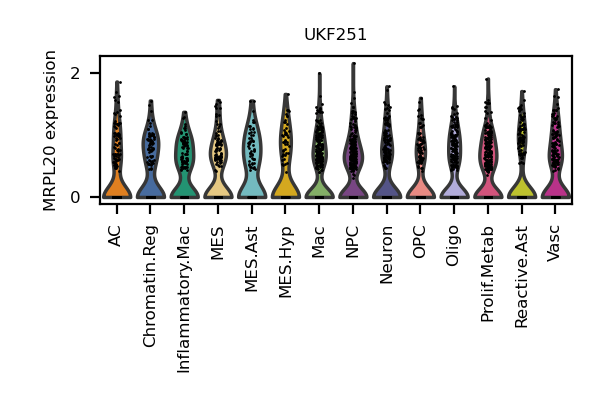 UKF251
MRPL20 expression
2
0
AC
Chromatin.Reg
Inflammatory.Mac
MES
MES.Ast
MES.Hyp
Mac
NPC
Neuron
OPC
Oligo
Prolif.Metab
Reactive.Ast
Vasc